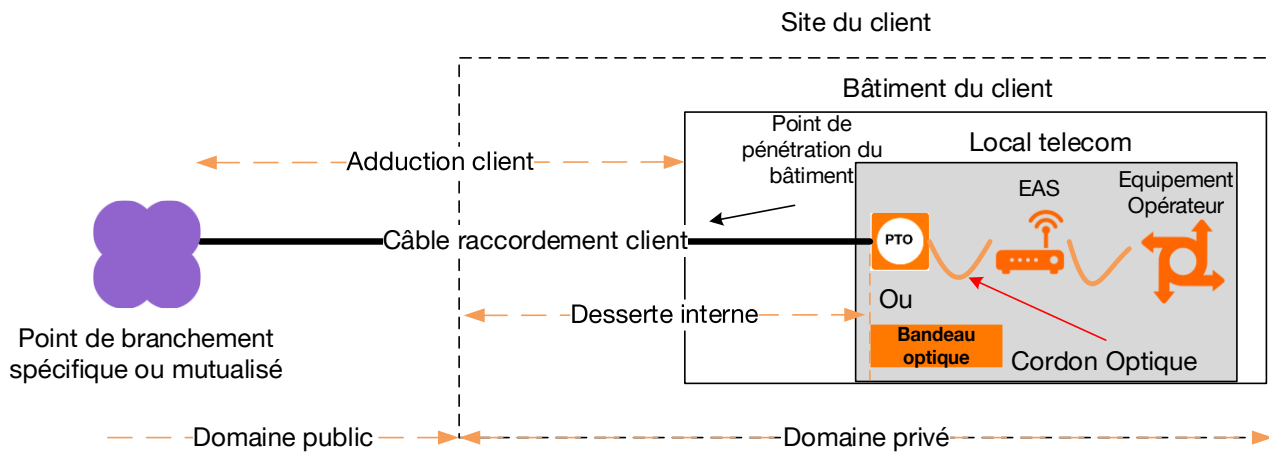 Site du client
Bâtiment du client
Point de
pénétration du
bâtiment
Local telecom
Adduction client
EAS
Equipement
Opérateur
Câble raccordement client
PTO
Ou
Desserte interne
Bandeau
optique
Cordon Optique
Point de branchement
spécifique ou mutualisé
Domaine public
Domaine privé